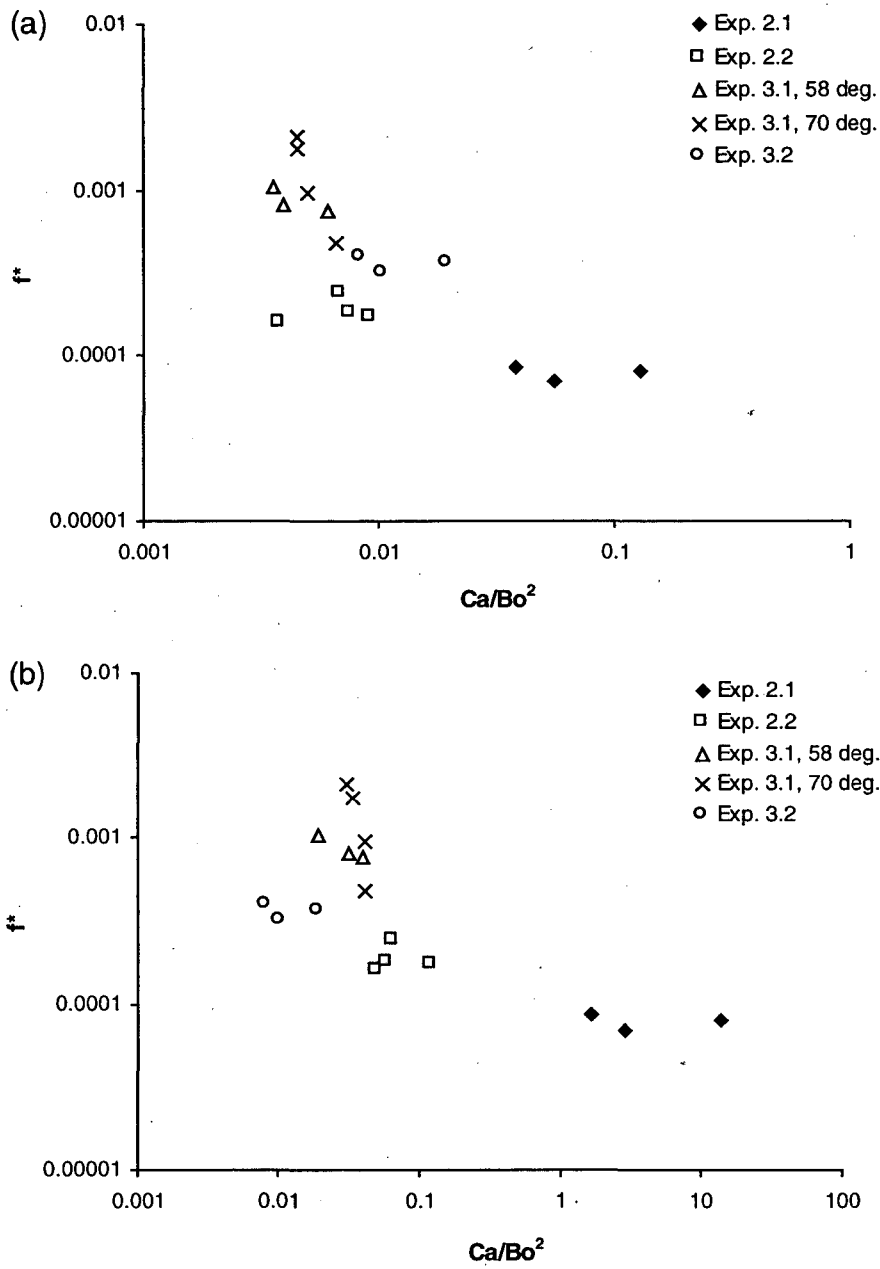 (a)
0.01
0.001
0.0001
0.00001
f*
0.001 0.01 0.1 1
Ca/Bo²
Exp. 2.1
Exp. 2.2
Exp. 3.1, 58 deg.
Exp. 3.1, 70 deg.
Exp. 3.2
(b)
0.01
0.001
0.0001
0.00001
f*
0.001 0.01 0.1 1 10 100
Ca/Bo²
Exp. 2.1
Exp. 2.2
Exp. 3.1, 58 deg.
Exp. 3.1, 70 deg.
Exp. 3.2